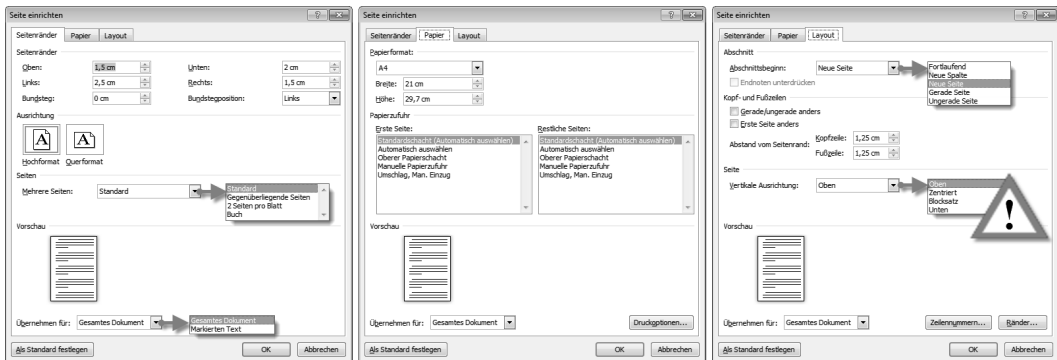 Seite einrichten
Seitenränder Papier Layout
Seitenränder
Oben: 1,5 cm Unten: 2 cm
Links: 2,5 cm Rechts: 1,5 cm
Bundsteg: 0 cm Bundstegposition: Links
Ausrichtung
A A
Hochformat Querformat
Seiten
Mehrere Seiten: Standard
Standard
Gegenüberliegende Seiten
2 Seiten pro Blatt
Buch
Vorschau
Übernehmen für: Gesamtes Dokument
Gesamtes Dokument
Markierten Text
Als Standard festlegen OK Abbrechen
Seite einrichten
Seitenränder Papier Layout
Papierformat:
A4
Breite: 21 cm
Höhe: 29,7 cm
Papierzufuhr
Erste Seite: Restliche Seiten:
Standardschacht (Automatisch auswählen) Standardschacht (Automatisch auswählen)
Automatisch auswählen Automatisch auswählen
Oberer Papierschacht Oberer Papierschacht
Manuelle Papierzufuhr Manuelle Papierzufuhr
Umschlag, Man. Einzug Umschlag, Man. Einzug
Vorschau
Übernehmen für: Gesamtes Dokument Druckoptionen...
Als Standard festlegen OK Abbrechen
Seite einrichten
Seitenränder Papier Layout
Abschnitt
Abschnittsbeginn: Neue Seite
Fortlaufend
Neue Spalte
Neue Seite
Gerade Seite
Ungerade Seite
Endnoten unterdrücken
Kopf- und Fußzeilen
Gerade/ungerade anders
Erste Seite anders
Abstand vom Seitenrand: Kopfzeile: 1,25 cm
Fußzeile: 1,25 cm
Seite
Vertikale Ausrichtung: Oben
Oben
Zentriert
Blocksatz
Unten
!
Vorschau
Übernehmen für: Gesamtes Dokument Zeilennummern... Ränder...
Als Standard festlegen OK Abbrechen